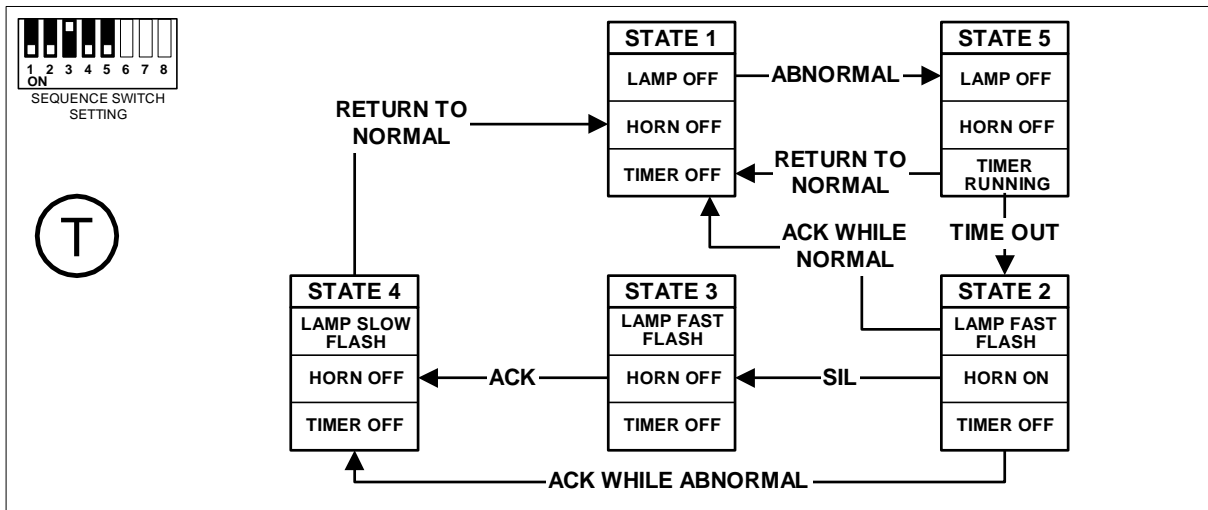 1 2 3 4 5 6 7 8
ON
SEQUENCE SWITCH
SETTING
T
STATE 1
LAMP OFF
HORN OFF
TIMER OFF
ABNORMAL
STATE 5
LAMP OFF
HORN OFF
TIMER
RUNNING
RETURN TO
NORMAL
RETURN TO
NORMAL
ACK WHILE
NORMAL
TIME OUT
STATE 4
LAMP SLOW
FLASH
HORN OFF
TIMER OFF
ACK
STATE 3
LAMP FAST
FLASH
HORN OFF
TIMER OFF
SIL
STATE 2
LAMP FAST
FLASH
HORN ON
TIMER OFF
ACK WHILE ABNORMAL